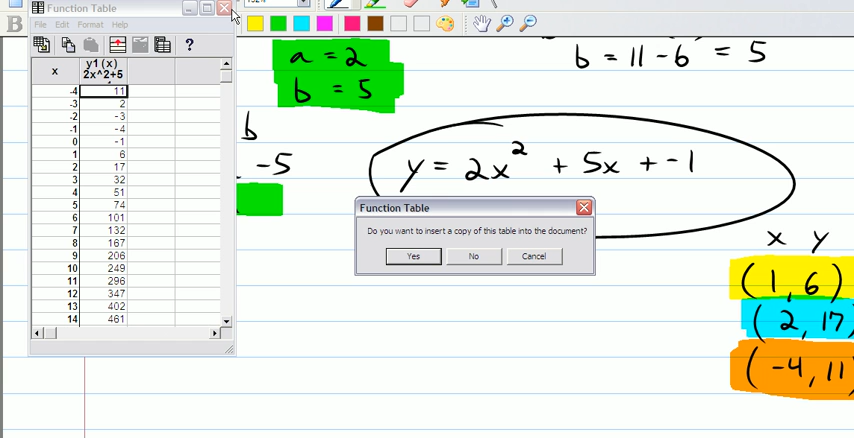 Function Table
File Edit Format Help
?
x y1(x)
2x^2+5
-4 11
-3 2
-2 -3
-1 -4
0 -1
1 6
2 17
3 32
4 51
5 74
6 101
7 132
8 167
9 206
10 249
11 296
12 347
13 402
14 461
B
a = 2
b = 5
b = 11 - 6 = 5
b
-5
y = 2x² + 5x + -1
Function Table
Do you want to insert a copy of this table into the document?
Yes No Cancel
x y
(1, 6)
(2, 17)
(-4, 11)